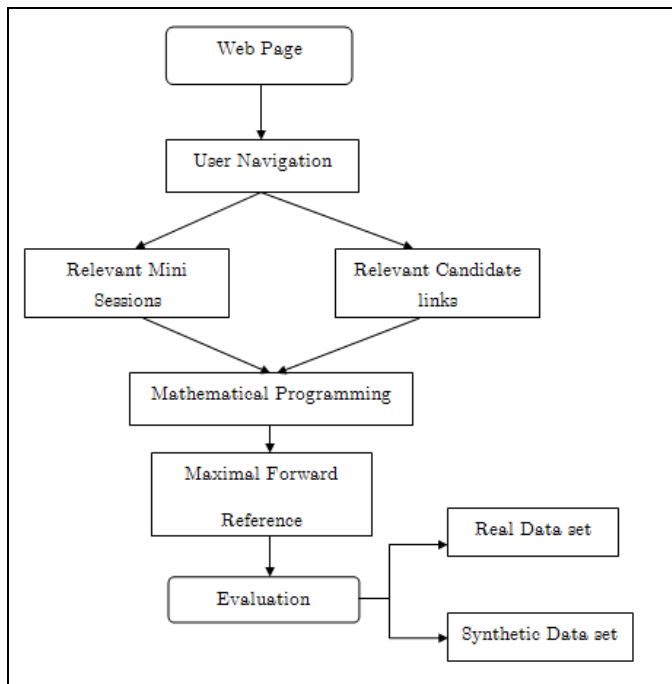 Web Page
User Navigation
Relevant Mini
Sessions
Relevant Candidate
links
Mathematical Programming
Maximal Forward
Reference
Real Data set
Evaluation
Synthetic Data set